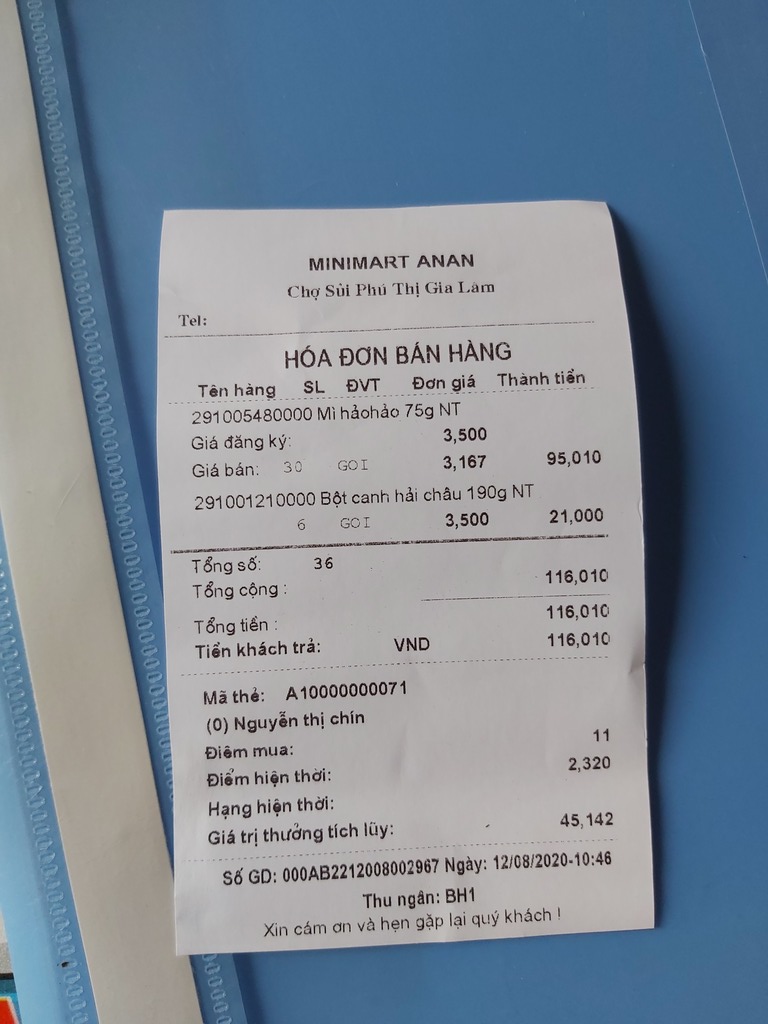 MINIMART ANAN
Chợ Sủi Phú Thị Gia Lâm
Tel:
HÓA ĐƠN BÁN HÀNG
Tên hàng SL ĐVT Đơn giá Thành tiền
291005480000 Mì hảohảo 75g NT
Giá đăng ký: 3,500
Giá bán: 30 GOI 3,167 95,010
291001210000 Bột canh hải châu 190g NT
6 GOI 3,500 21,000
Tổng số: 36
Tổng cộng : 116,010
Tổng tiền : 116,010
Tiền khách trả: VND 116,010
Mã thẻ: A10000000071
(0) Nguyễn thị chín
Điểm mua: 11
Điểm hiện thời: 2,320
Hạng hiện thời:
Giá trị thưởng tích lũy: 45,142
Số GD: 000AB2212008002967 Ngày: 12/08/2020-10:46
Thu ngân: BH1
Xin cám ơn và hẹn gặp lại quý khách !